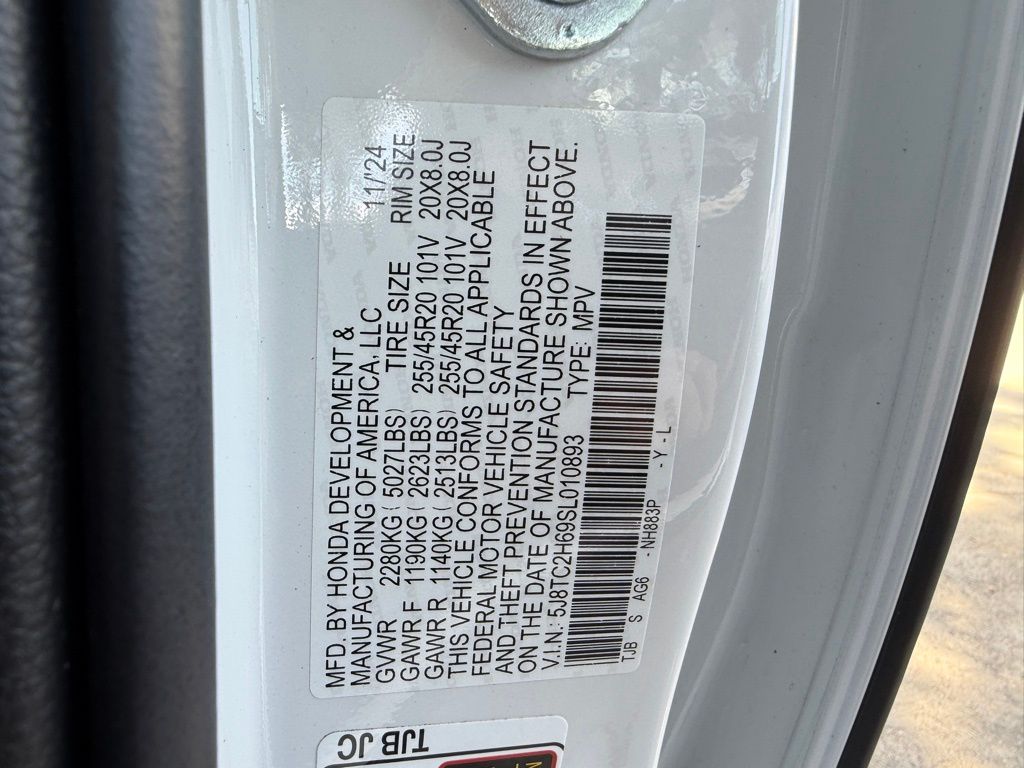 MFD. BY HONDA DEVELOPMENT &
MANUFACTURING OF AMERICA, LLC 11/'24
GVWR 2280KG ( 5027LBS) TIRE SIZE RIM SIZE
GAWR F 1190KG ( 2623LBS) 255/45R20 101V 20X8.0J
GAWR R 1140KG ( 2513LBS) 255/45R20 101V 20X8.0J
THIS VEHICLE CONFORMS TO ALL APPLICABLE
FEDERAL MOTOR VEHICLE SAFETY
AND THEFT PREVENTION STANDARDS IN EFFECT
ON THE DATE OF MANUFACTURE SHOWN ABOVE.
V.I.N.: 5J8TC2H69SL010893 TYPE: MPV
TJB S AG6 -NH883P -Y-L
TJB JC